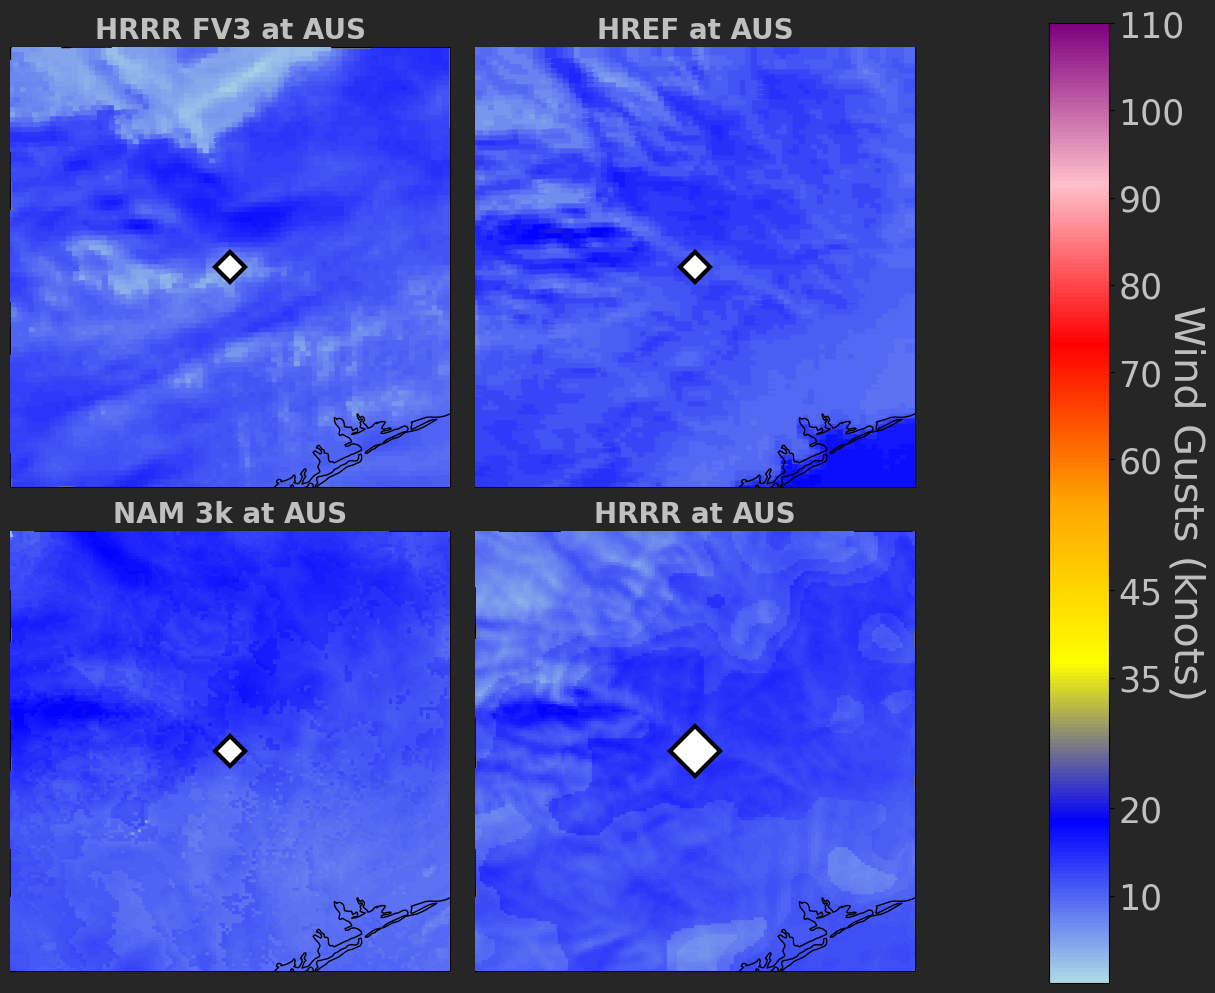 HRRR FV3 at AUS
HREF at AUS
NAM 3k at AUS
HRRR at AUS
110
100
90
80
70
60
45
35
20
10
Wind Gusts (knots)